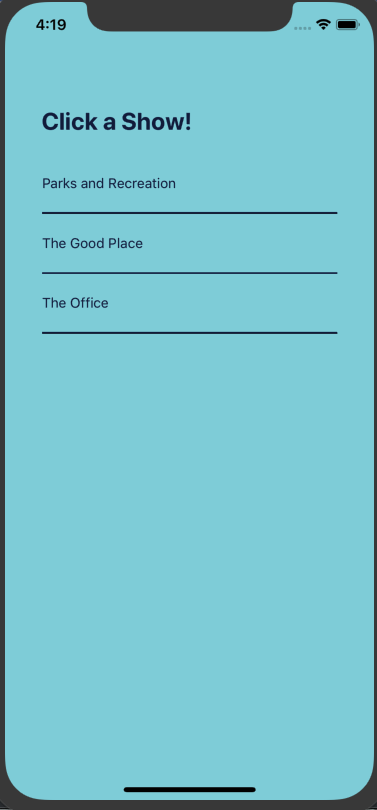 4:19
Click a Show!
Parks and Recreation
The Good Place
The Office